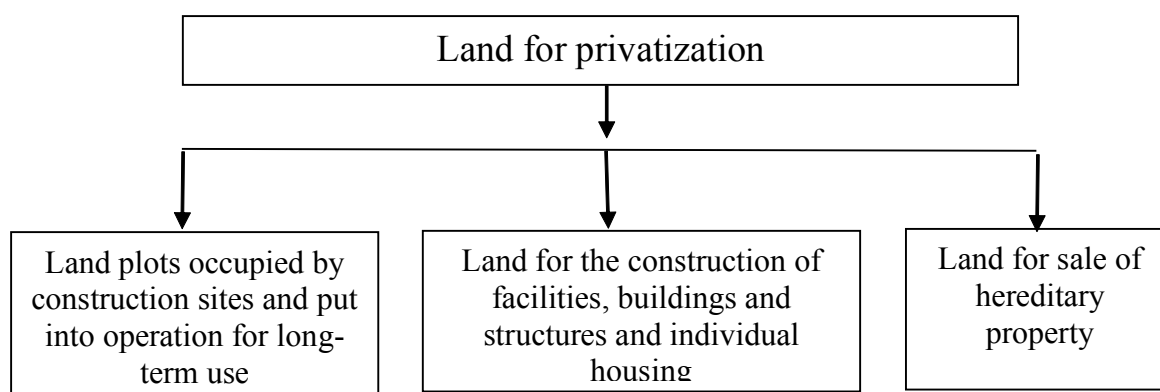 Land for privatization
Land plots occupied by
construction sites and put
into operation for long-
term use
Land for the construction of
facilities, buildings and
structures and individual
housing
Land for sale of
hereditary
property